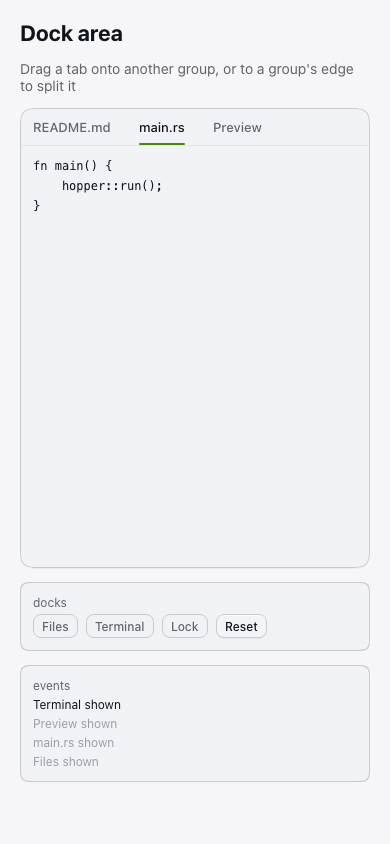 Dock area
Drag a tab onto another group, or to a group's edge
to split it
README.md main.rs Preview
fn main() {
    hopper::run();
}
docks
Files Terminal Lock Reset
events
Terminal shown
Preview shown
main.rs shown
Files shown